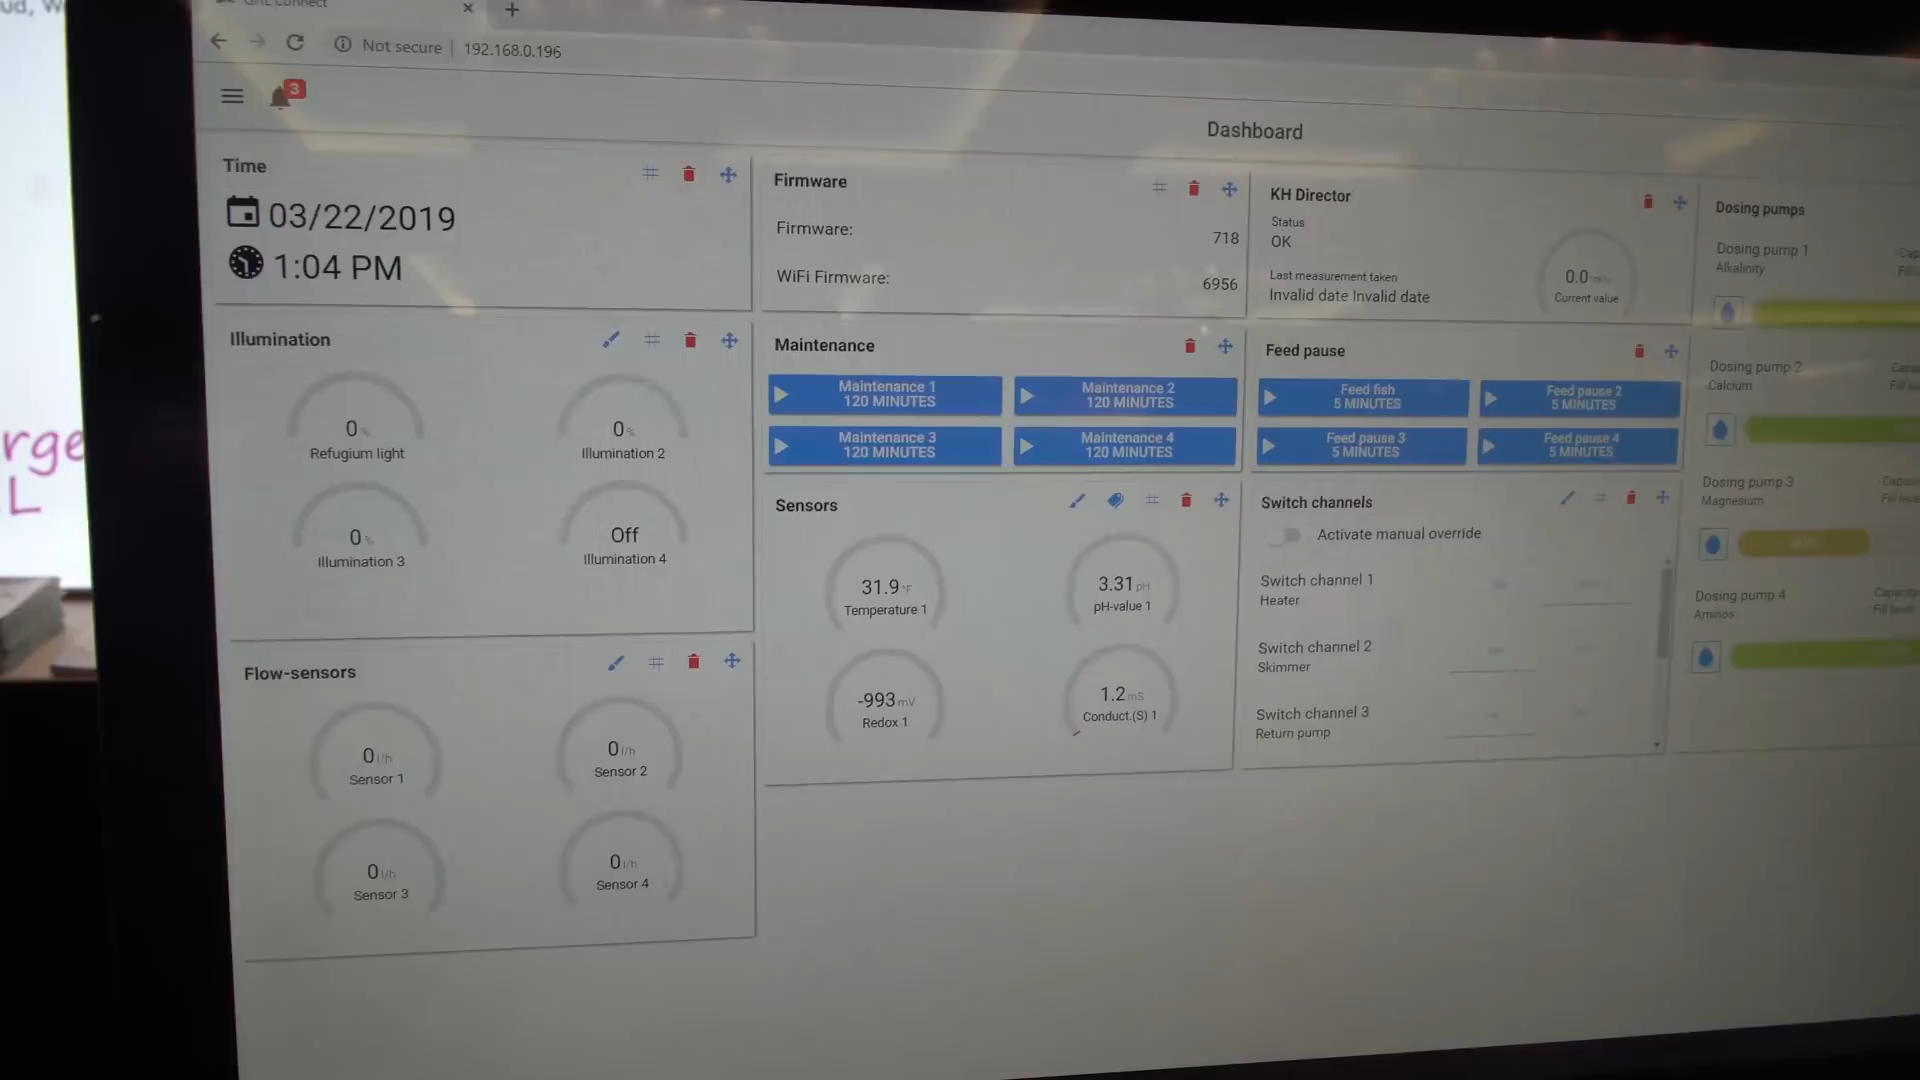 rge
L
Connect
Not secure
192.168.0.196
3
Dashboard
Time
03/22/2019
1:04 PM
Firmware
Firmware:
718
WiFi Firmware:
6956
KH Director
Status
OK
Last measurement taken
Invalid date Invalid date
0.0
Current value
Dosing pumps
Dosing pump 1
Alkalinity
Dosing pump 2
Calcium
Dosing pump 3
Magnesium
Dosing pump 4
Aminos
Capacity
Illumination
0 %
Refugium light
0 %
Illumination 2
0 %
Illumination 3
Off
Illumination 4
Maintenance
Maintenance 1
120 MINUTES
Maintenance 2
120 MINUTES
Maintenance 3
120 MINUTES
Maintenance 4
120 MINUTES
Feed pause
Feed fish
5 MINUTES
Feed pause 2
5 MINUTES
Feed pause 3
5 MINUTES
Feed pause 4
5 MINUTES
Sensors
31.9 °F
Temperature 1
3.31 pH
pH-value 1
-993 mV
Redox 1
1.2 mS
Conduct.(S) 1
Switch channels
Activate manual override
Switch channel 1
Heater
Switch channel 2
Skimmer
Switch channel 3
Return pump
Flow-sensors
0 l/h
Sensor 1
0 l/h
Sensor 2
0 l/h
Sensor 3
0 l/h
Sensor 4